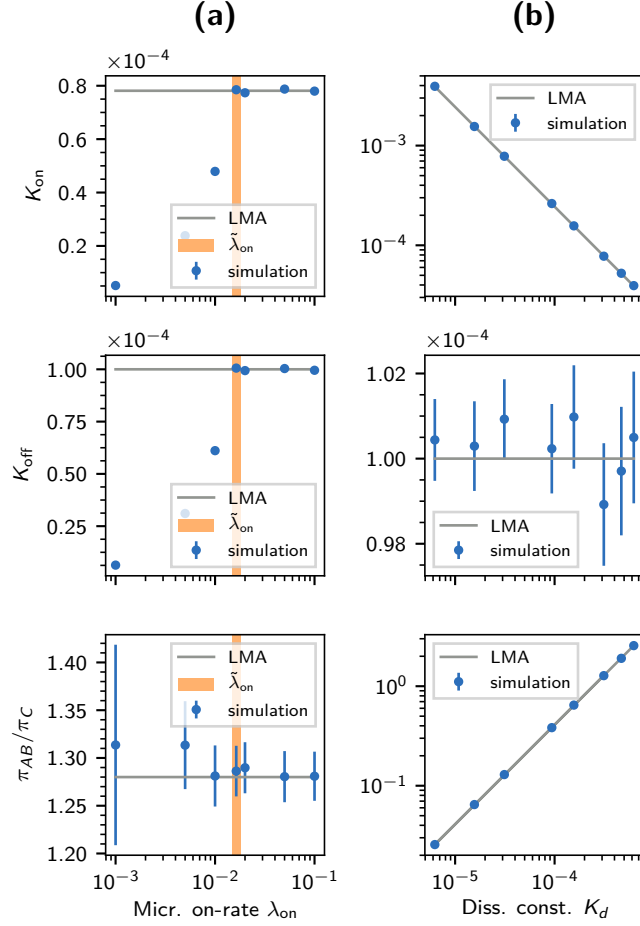 (a)
(b)
×10⁻⁴
0.8
0.6
0.4
0.2
K_on
LMA
λ̃_on
simulation
10⁻³
10⁻⁴
LMA
simulation
×10⁻⁴
1.00
0.75
0.50
0.25
K_off
LMA
λ̃_on
simulation
×10⁻⁴
1.02
1.00
0.98
LMA
simulation
1.40
1.35
1.30
1.25
1.20
π_AB/π_C
LMA
λ̃_on
simulation
10⁻³
10⁻²
10⁻¹
Micr. on-rate λ_on
10⁰
10⁻¹
LMA
simulation
10⁻⁵
10⁻⁴
Diss. const. K_d